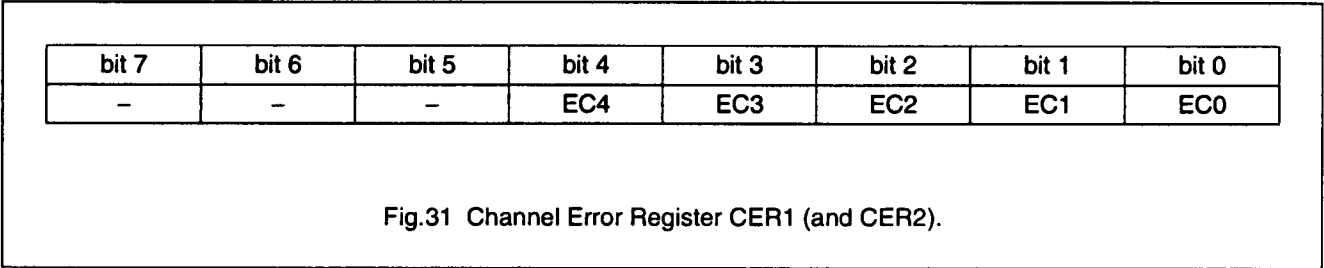 bit 7 bit 6 bit 5 bit 4 bit 3 bit 2 bit 1 bit 0
– – – EC4 EC3 EC2 EC1 EC0
Fig.31 Channel Error Register CER1 (and CER2).